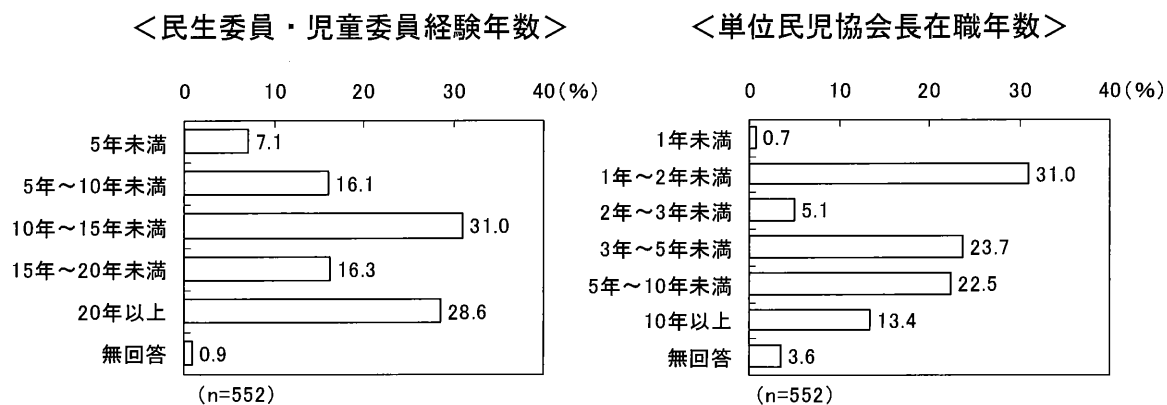 ＜民生委員・児童委員経験年数＞
0 10 20 30 40(%)
5年未満 7.1
5年～10年未満 16.1
10年～15年未満 31.0
15年～20年未満 16.3
20年以上 28.6
無回答 0.9
(n=552)
＜単位民児協会長在職年数＞
0 10 20 30 40(%)
1年未満 0.7
1年～2年未満 31.0
2年～3年未満 5.1
3年～5年未満 23.7
5年～10年未満 22.5
10年以上 13.4
無回答 3.6
(n=552)